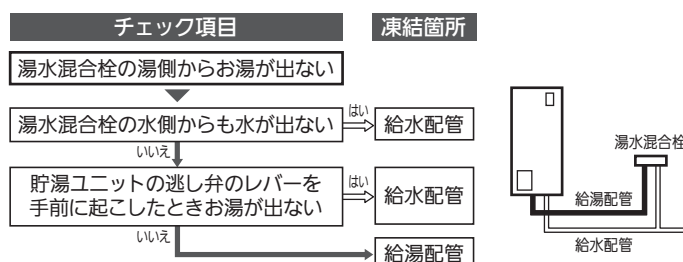 チェック項目
凍結箇所
湯水混合栓の湯側からお湯が出ない
湯水混合栓の水側からも水が出ない
はい
給水配管
いいえ
貯湯ユニットの逃し弁のレバーを
手前に起こしたときお湯が出ない
はい
給水配管
いいえ
給湯配管
湯水混合栓
給湯配管
給水配管